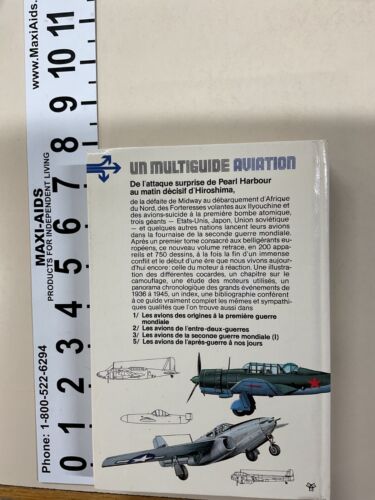 www.MaxiAids.com
MAXI-AIDS
PRODUCTS FOR INDEPENDENT LIVING
Phone: 1-800-522-6294
0 1 2 3 4 5 6 7 8 9 10 11
UN MULTIGUIDE AVIATION
De l'attaque surprise de Pearl Harbour
au matin décisif d'Hiroshima,
de la défaite de Midway au débarquement d'Afrique
du Nord, des Forteresses volantes aux Ilyouchine et
des avions-suicide à la première bombe atomique,
trois géants — Etats-Unis, Japon, Union soviétique
— et quelques autres nations lancent leurs avions
dans la fournaise de la seconde guerre mondiale.
Après un premier tome consacré aux belligérants eu-
ropéens, ce nouveau volume retrace, en 200 appa-
reils et 750 dessins, à la fois la fin d'un immense
conflit et le début d'une ère que nous vivons aujour-
d'hui encore: celle du moteur à réaction. Une illustra-
tion des différentes cocardes, un chapitre sur le
camouflage, une étude des moteurs utilisés, un
panorama chronologique des grands événements de
1936 à 1945, un index, une bibliographie confèrent
à ce guide vraiment complet les mêmes et sympathi-
ques qualités que l'on trouve aussi dans
1/ Les avions des origines à la première guerre
mondiale
2/ Les avions de l'entre-deux-guerres
3/ Les avions de la seconde guerre mondiale (I)
5/ Les avions de l'après-guerre à nos jours